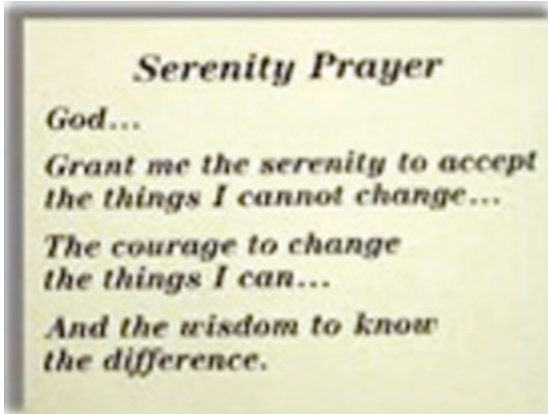 Serenity Prayer
God...
Grant me the serenity to accept
the things I cannot change...
The courage to change
the things I can...
And the wisdom to know
the difference.